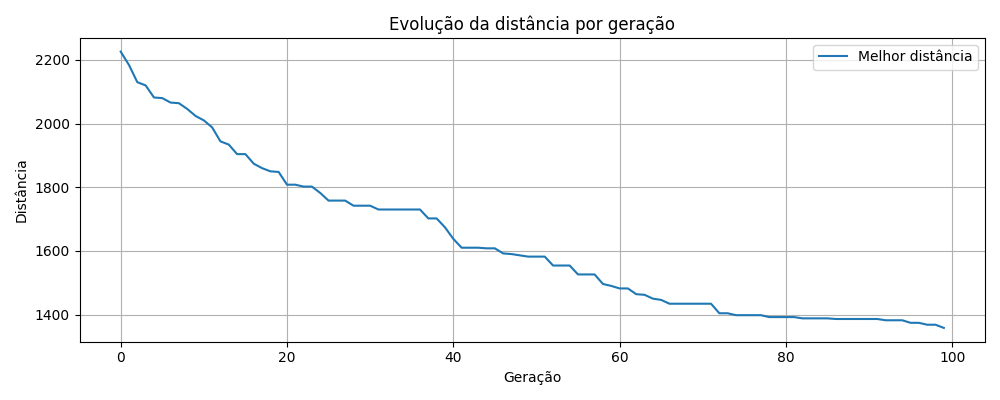 Evolução da distância por geração
Melhor distância
Distância
2200
2000
1800
1600
1400
0 20 40 60 80 100
Geração